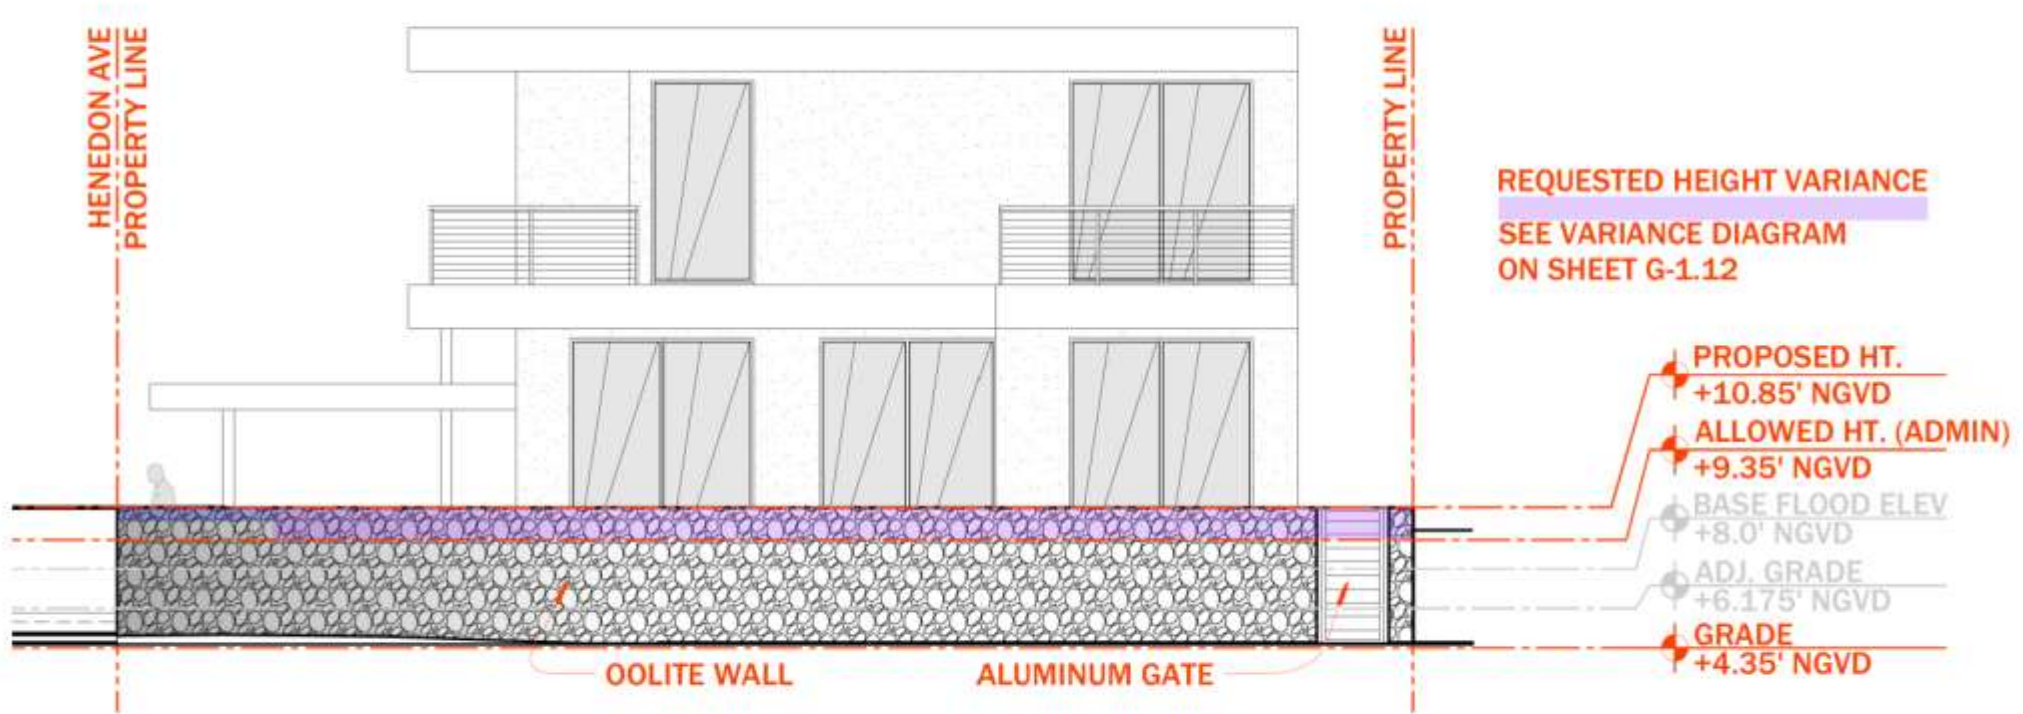 HENEDON AVE
PROPERTY LINE
PROPERTY LINE
REQUESTED HEIGHT VARIANCE
SEE VARIANCE DIAGRAM
ON SHEET G-1.12
PROPOSED HT.
+10.85' NGVD
ALLOWED HT. (ADMIN)
+9.35' NGVD
BASE FLOOD ELEV
+8.0' NGVD
ADJ. GRADE
+6.175' NGVD
GRADE
+4.35' NGVD
OOLITE WALL
ALUMINUM GATE